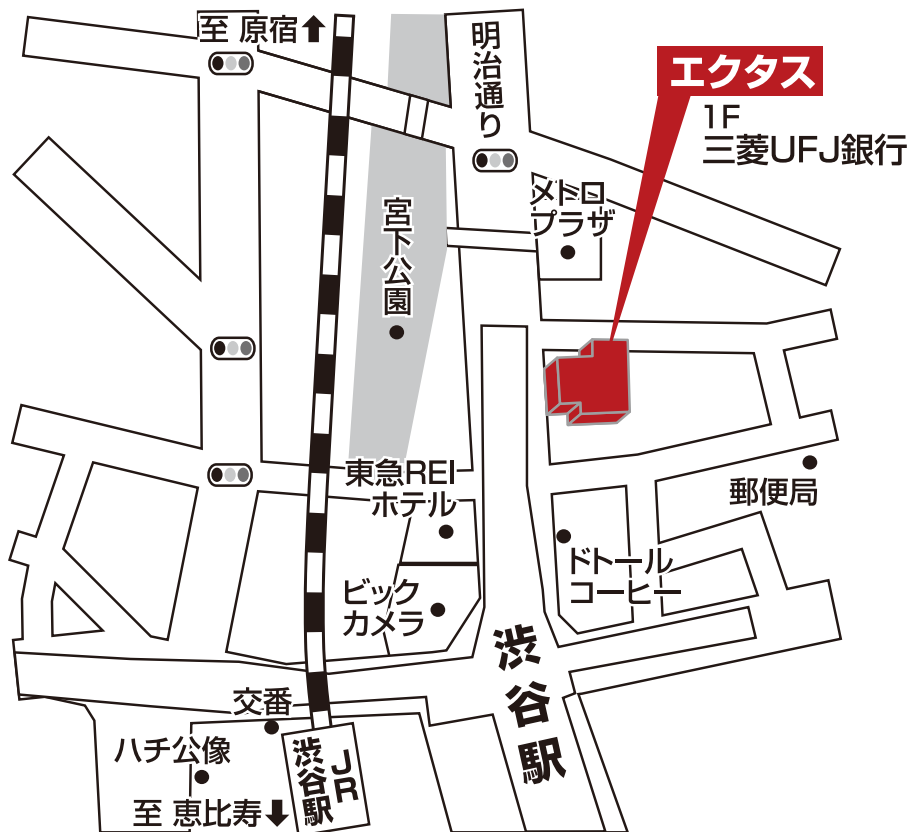 至 原宿⬆
明治通り
エクタス
1F
三菱UFJ銀行
メトロ
プラザ
宮下公園
東急REI
ホテル
郵便局
ドトール
コーヒー
ビック
カメラ
渋谷駅
交番
ハチ公像
JR
渋谷駅
至 恵比寿⬇